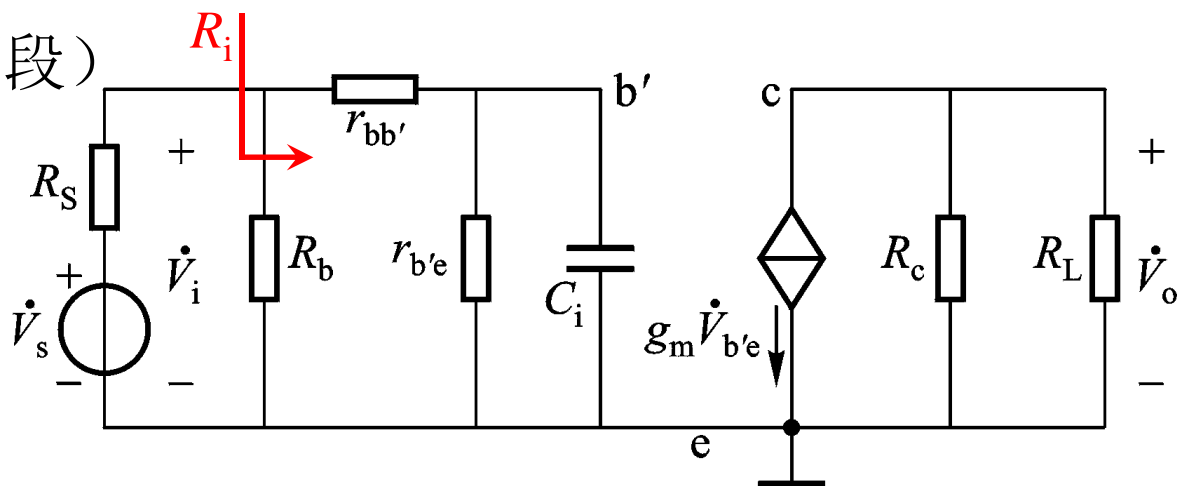 段）
Ri
b′
c
rbb′
+
+
RS
Rb
rb′e
Rc
RL
V̇i
V̇o
+
Ci
V̇s
gmV̇b′e
−
−
−
e